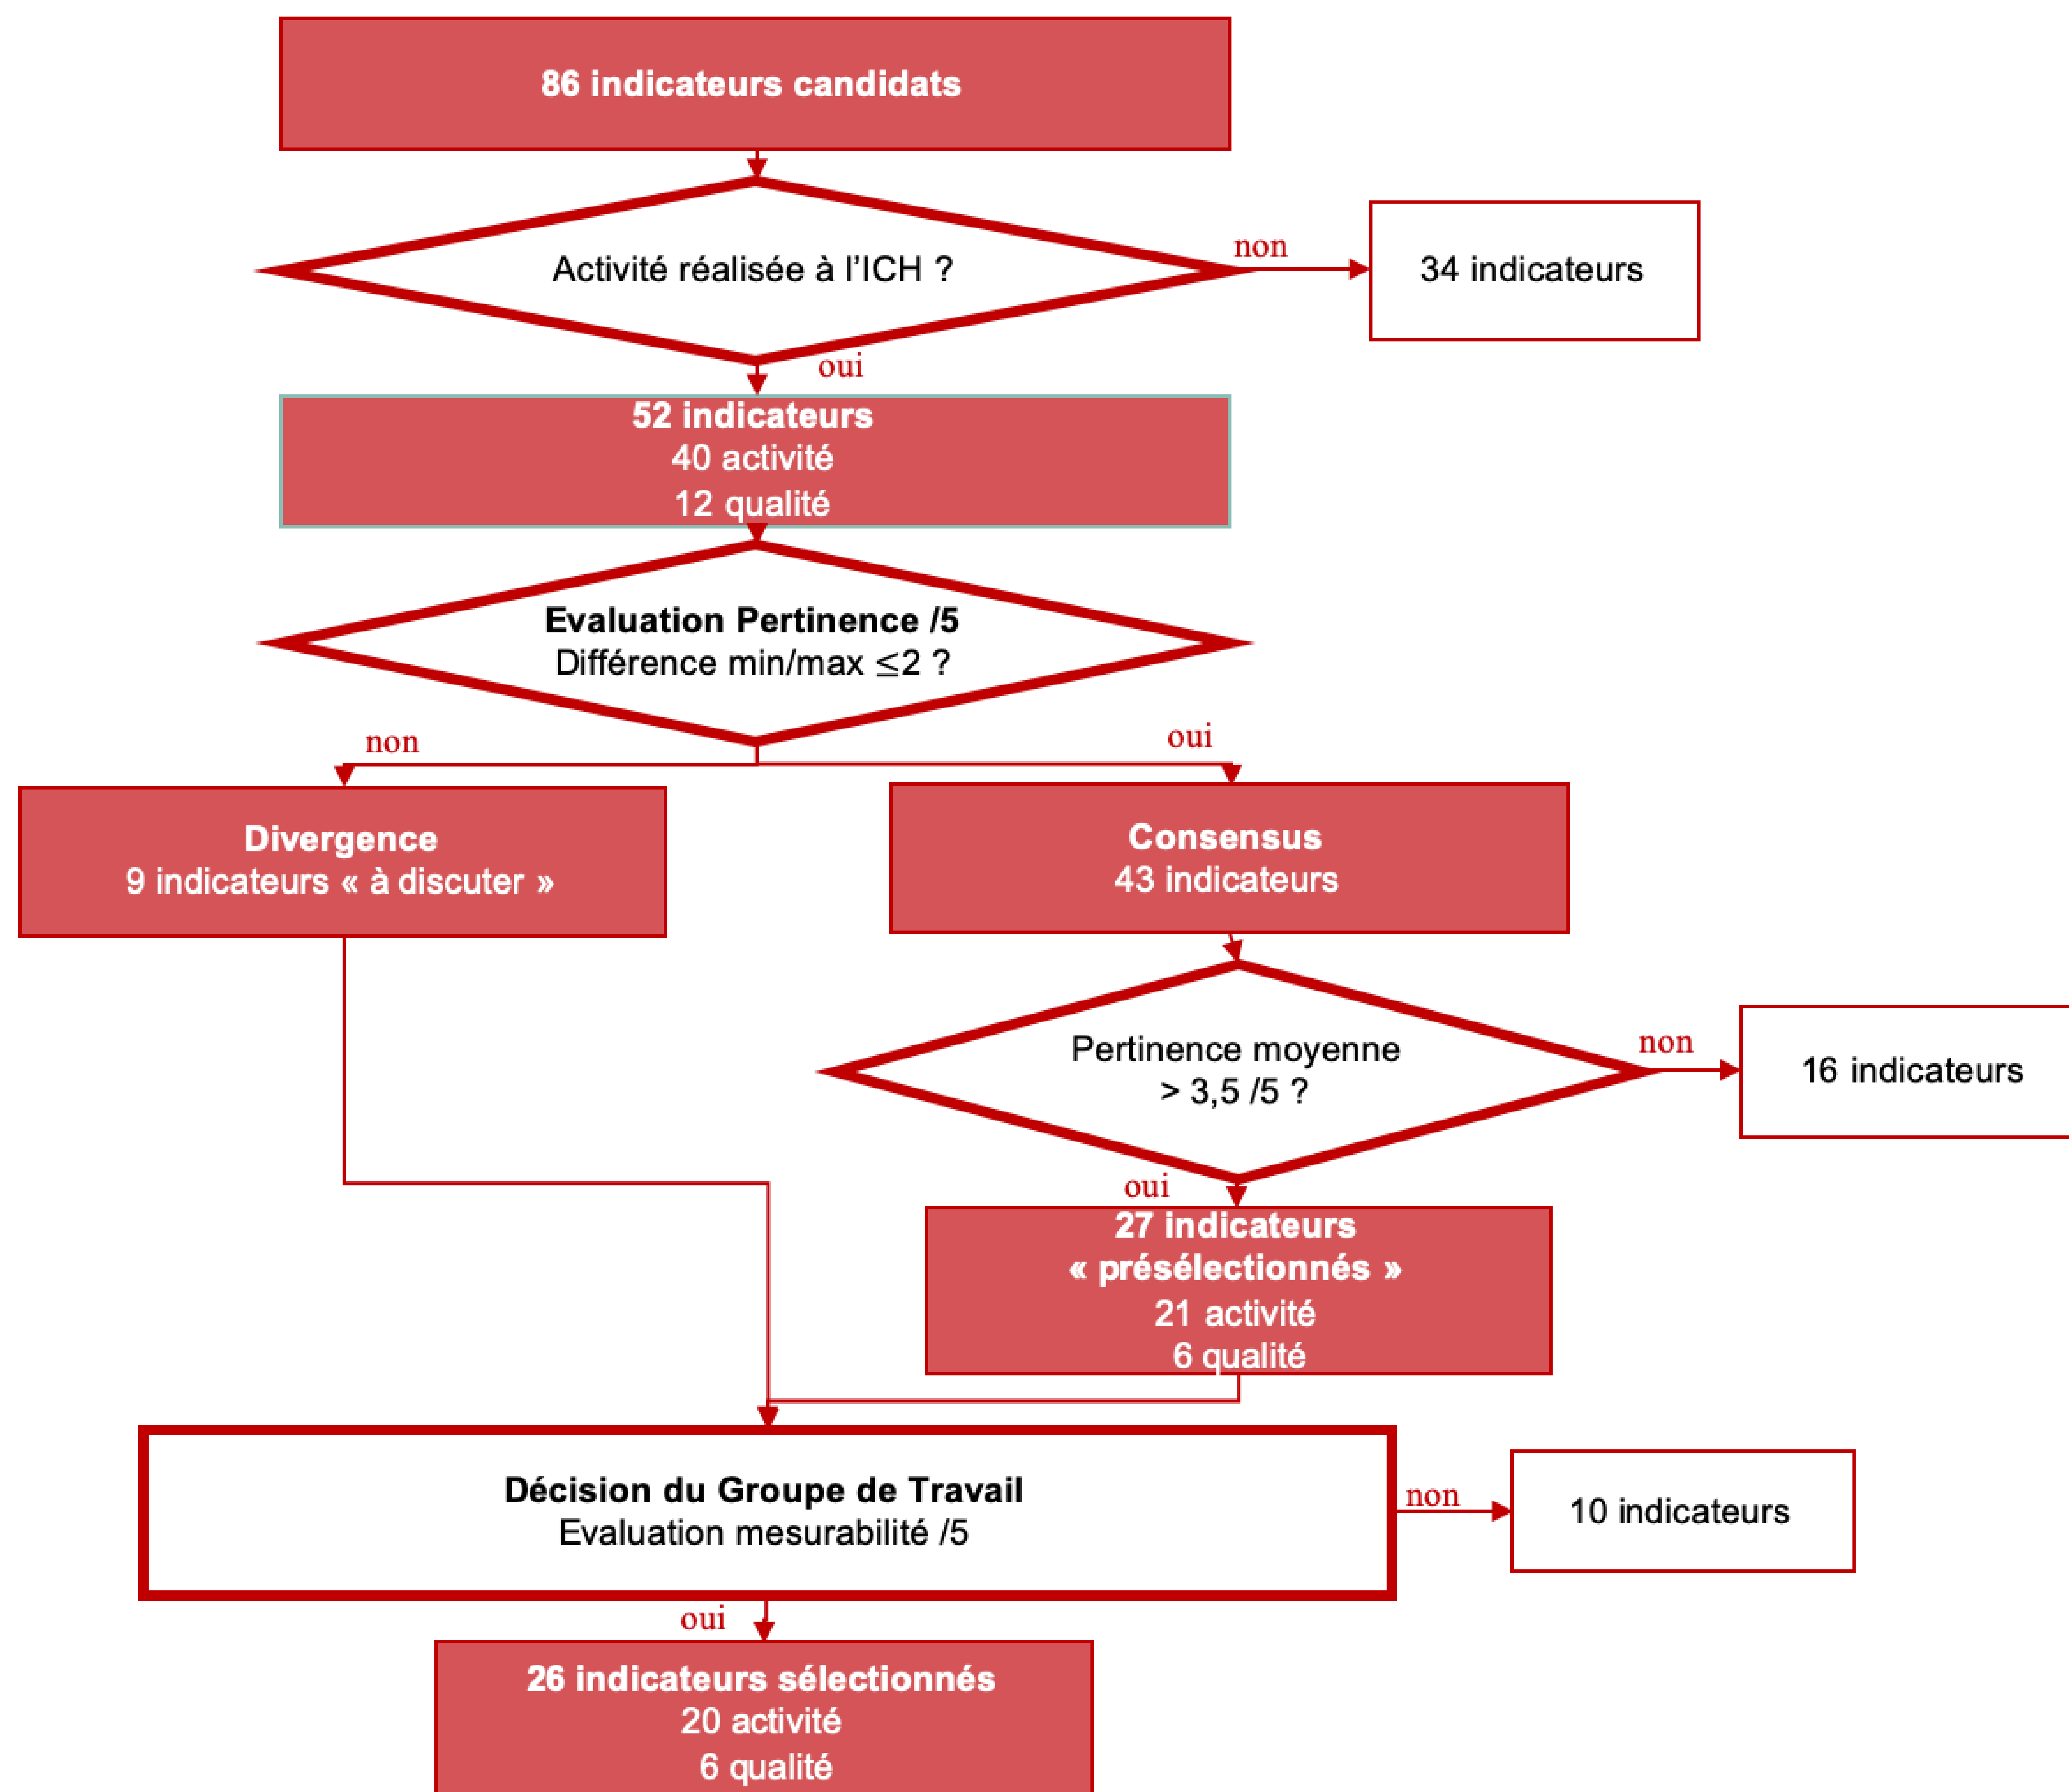 86 indicateurs candidats
Activité réalisée à l’ICH ?
non
34 indicateurs
oui
52 indicateurs
40 activité
12 qualité
Evaluation Pertinence /5
Différence min/max ≤2 ?
non
oui
Divergence
9 indicateurs « à discuter »
Consensus
43 indicateurs
Pertinence moyenne
> 3,5 /5 ?
non
16 indicateurs
oui
27 indicateurs
« présélectionnés »
21 activité
6 qualité
Décision du Groupe de Travail
Evaluation mesurabilité /5
non
10 indicateurs
oui
26 indicateurs sélectionnés
20 activité
6 qualité